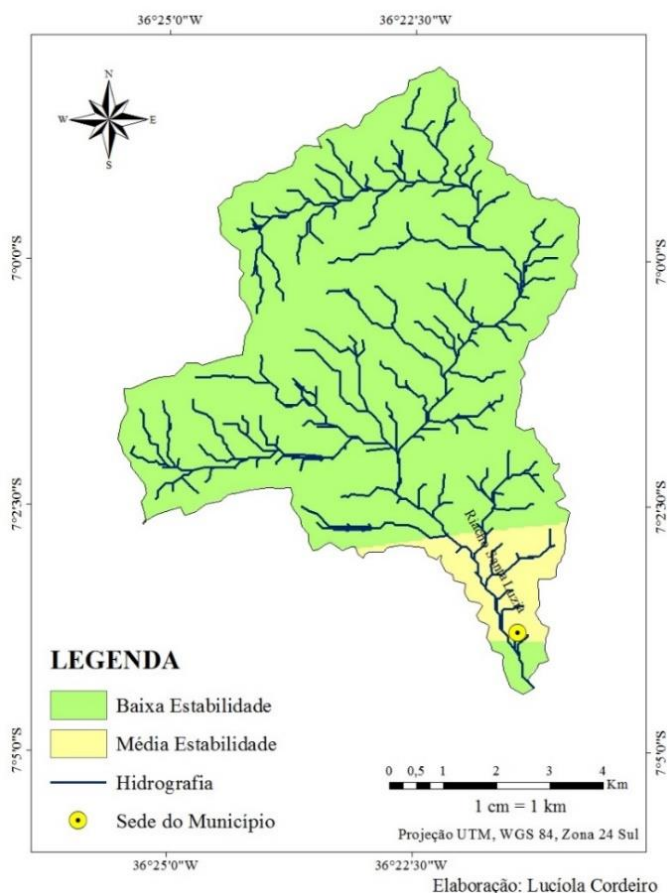 36°25'0"W 36°22'30"W
N
W E
S
7°0'0"S 7°0'0"S
7°2'30"S 7°2'30"S
Riacho Santa Luzia
LEGENDA
Baixa Estabilidade
Média Estabilidade
Hidrografia
Sede do Município
0 0,5 1 2 3 4
Km
1 cm = 1 km
Projeção UTM, WGS 84, Zona 24 Sul
7°5'0"S 7°5'0"S
36°25'0"W 36°22'30"W
Elaboração: Lucíola Cordeiro